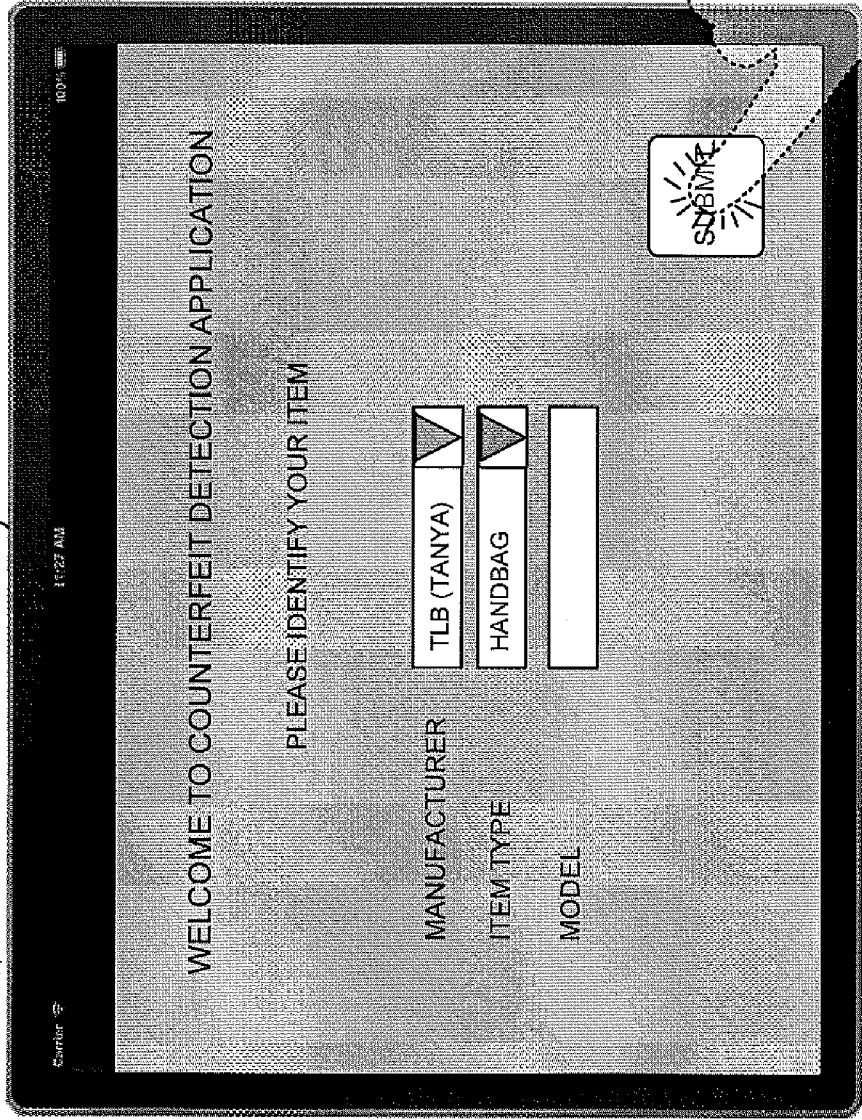 Carrier 11:27 AM 100%
WELCOME TO COUNTERFEIT DETECTION APPLICATION
PLEASE IDENTIFY YOUR ITEM
MANUFACTURER TLB (TANYA)
ITEM TYPE HANDBAG
MODEL
SUBMIT